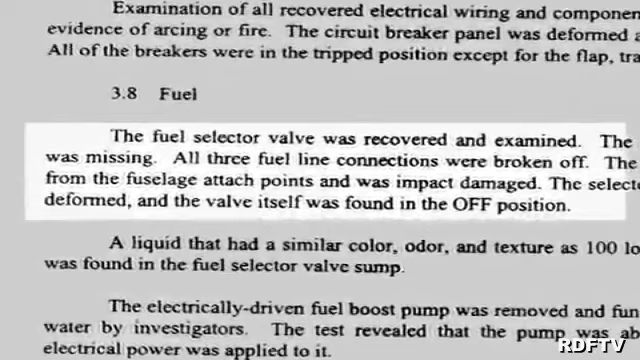 Examination of all recovered electrical wiring and
evidence of arcing or fire. The circuit breaker panel was deformed
All of the breakers were in the tripped position except for the flap,
3.8 Fuel
The fuel selector valve was recovered and examined. The
was missing. All three fuel line connections were broken off. The
from the fuselage attach points and was impact damaged. The
deformed, and the valve itself was found in the OFF position.
A liquid that had a similar color, odor, and texture as 100
was found in the fuel selector valve sump.
The electrically-driven fuel boost pump was removed and
water by investigators. The test revealed that the pump was
electrical power was applied to it.
RDFTV